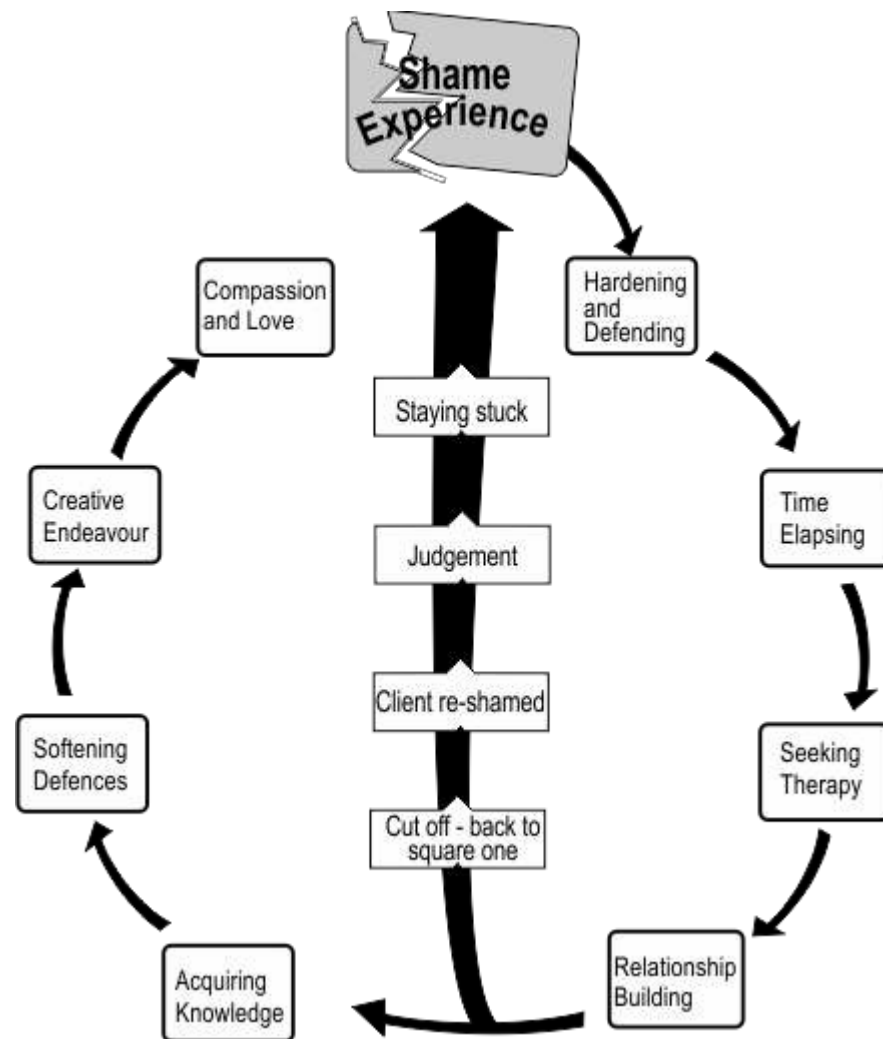 Shame
Experience
Hardening
and
Defending
Time
Elapsing
Seeking
Therapy
Relationship
Building
Acquiring
Knowledge
Softening
Defences
Creative
Endeavour
Compassion
and Love
Staying stuck
Judgement
Client re-shamed
Cut off - back to
square one